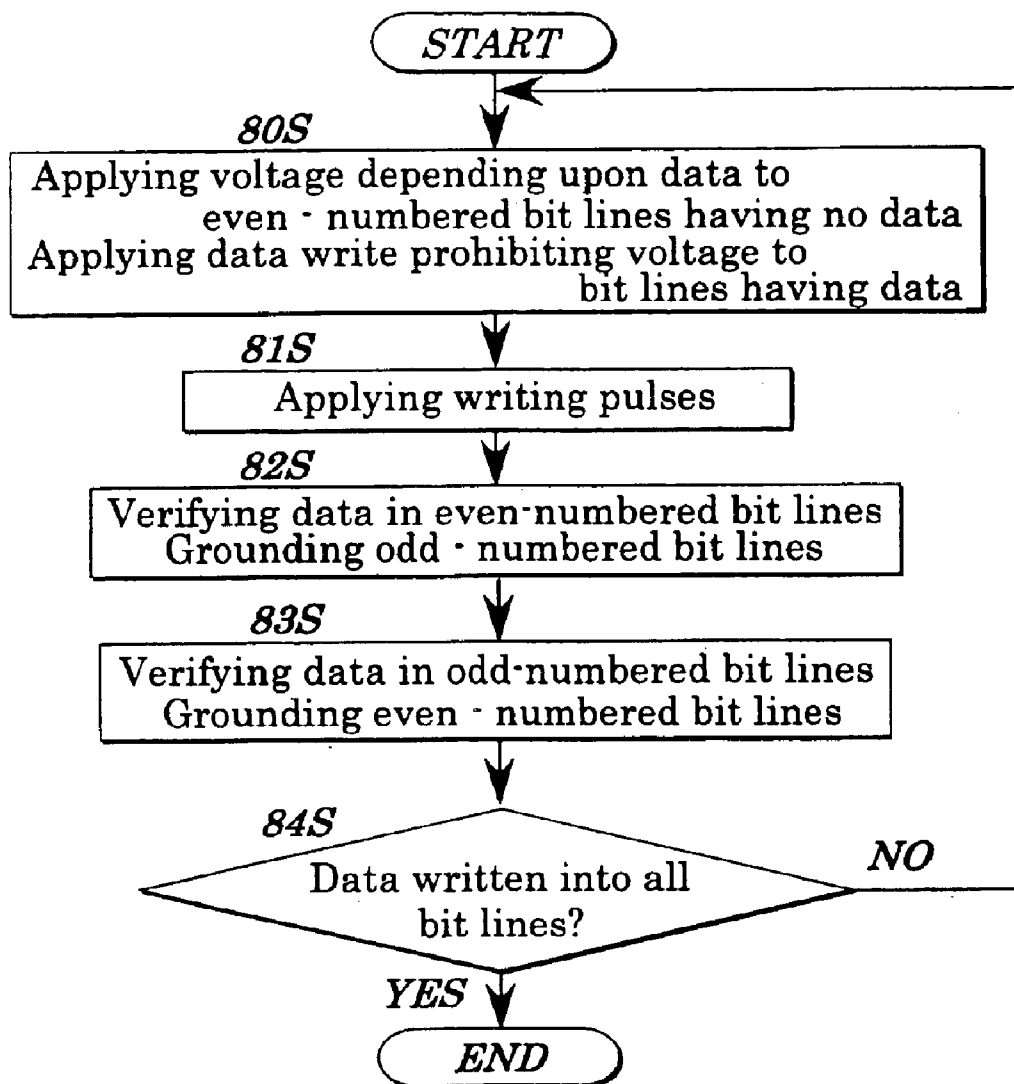 START
80S
Applying voltage depending upon data to
even - numbered bit lines having no data
Applying data write prohibiting voltage to
bit lines having data
81S
Applying writing pulses
82S
Verifying data in even-numbered bit lines
Grounding odd - numbered bit lines
83S
Verifying data in odd-numbered bit lines
Grounding even - numbered bit lines
84S
Data written into all
bit lines?
NO
YES
END